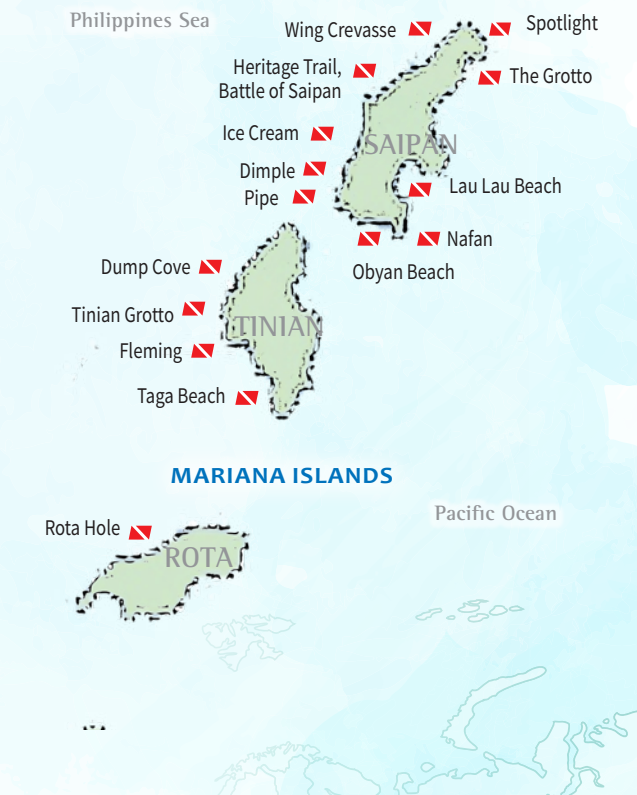 Philippines Sea
Wing Crevasse
Spotlight
Heritage Trail,
Battle of Saipan
The Grotto
Ice Cream
SAIPAN
Dimple
Pipe
Lau Lau Beach
Nafan
Obyan Beach
Dump Cove
Tinian Grotto
TINIAN
Fleming
Taga Beach
MARIANA ISLANDS
Pacific Ocean
Rota Hole
ROTA